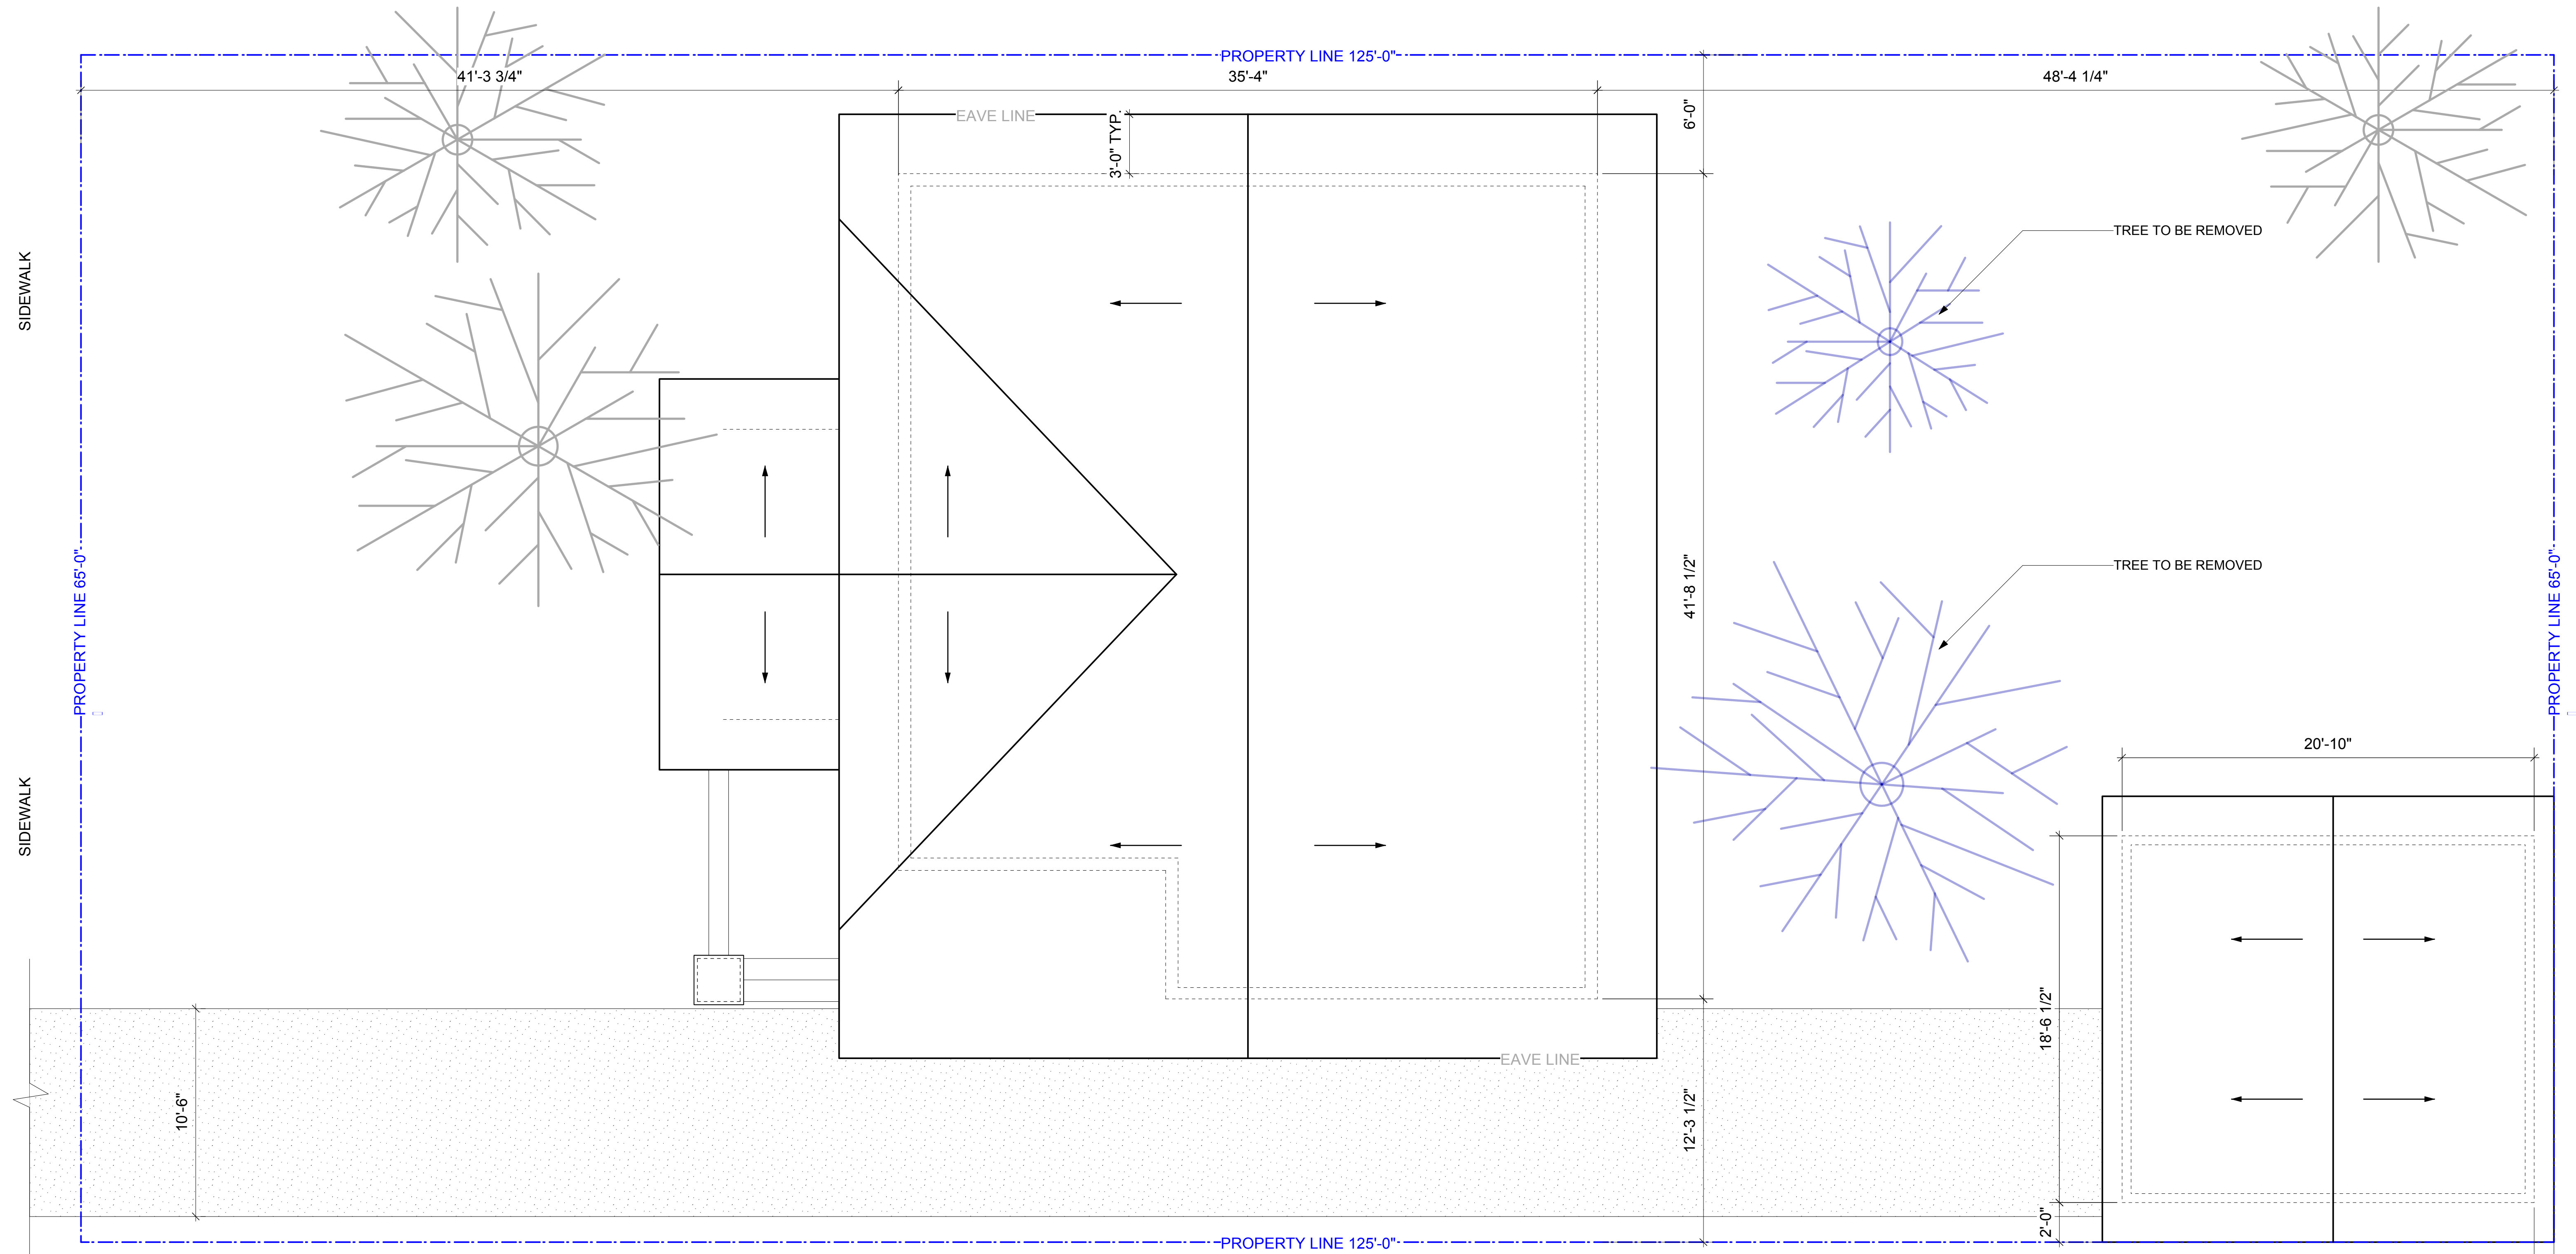 PROPERTY LINE 125'-0"
41'-3 3/4"
35'-4"
48'-4 1/4"
EAVE LINE
3'-0" TYP.
6'-0"
TREE TO BE REMOVED
SIDEWALK
PROPERTY LINE 65'-0"
41'-8 1/2"
TREE TO BE REMOVED
PROPERTY LINE 65'-0"
20'-10"
SIDEWALK
18'-6 1/2"
EAVE LINE
10'-6"
12'-3 1/2"
2'-0"
PROPERTY LINE 125'-0"